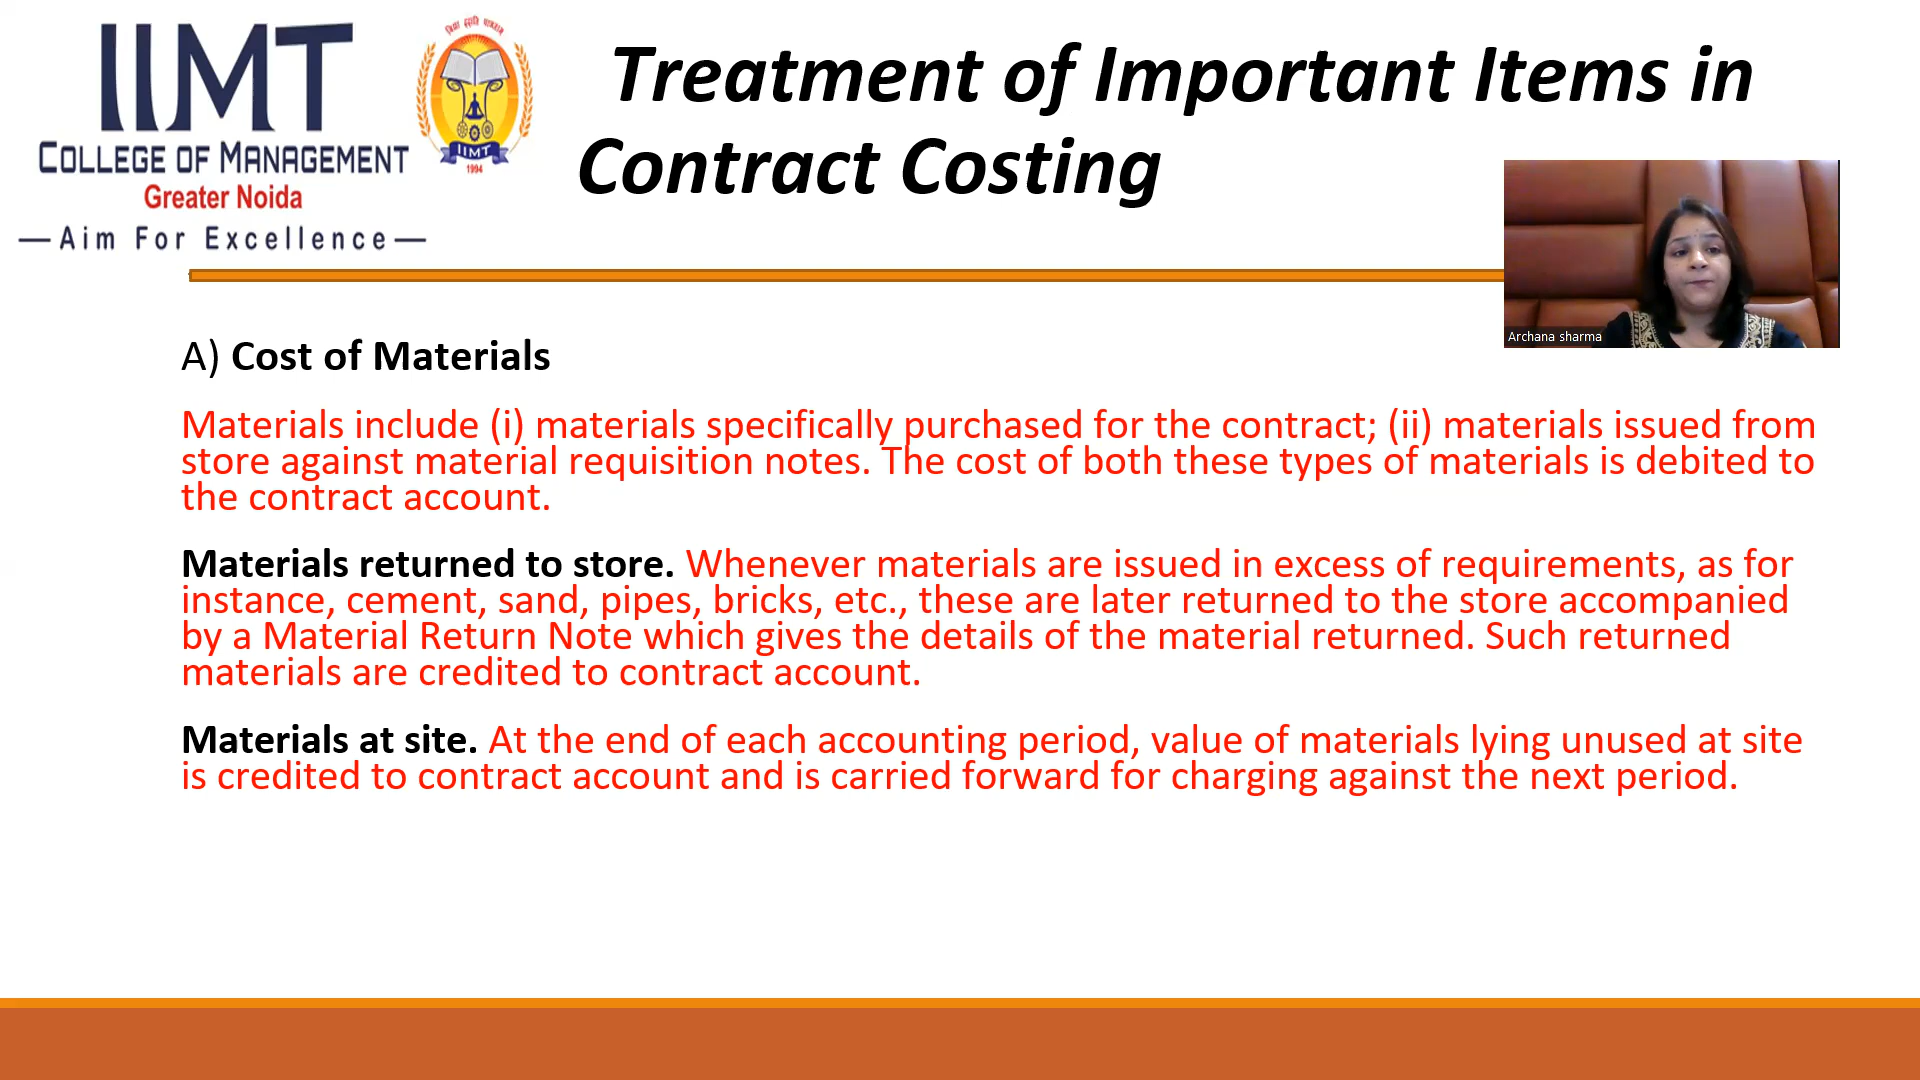 IIMT
COLLEGE OF MANAGEMENT
Greater Noida
—Aim For Excellence—
IIMT
1994
Treatment of Important Items in
Contract Costing
Archana sharma
A) Cost of Materials
Materials include (i) materials specifically purchased for the contract; (ii) materials issued from
store against material requisition notes. The cost of both these types of materials is debited to
the contract account.
Materials returned to store. Whenever materials are issued in excess of requirements, as for
instance, cement, sand, pipes, bricks, etc., these are later returned to the store accompanied
by a Material Return Note which gives the details of the material returned. Such returned
materials are credited to contract account.
Materials at site. At the end of each accounting period, value of materials lying unused at site
is credited to contract account and is carried forward for charging against the next period.